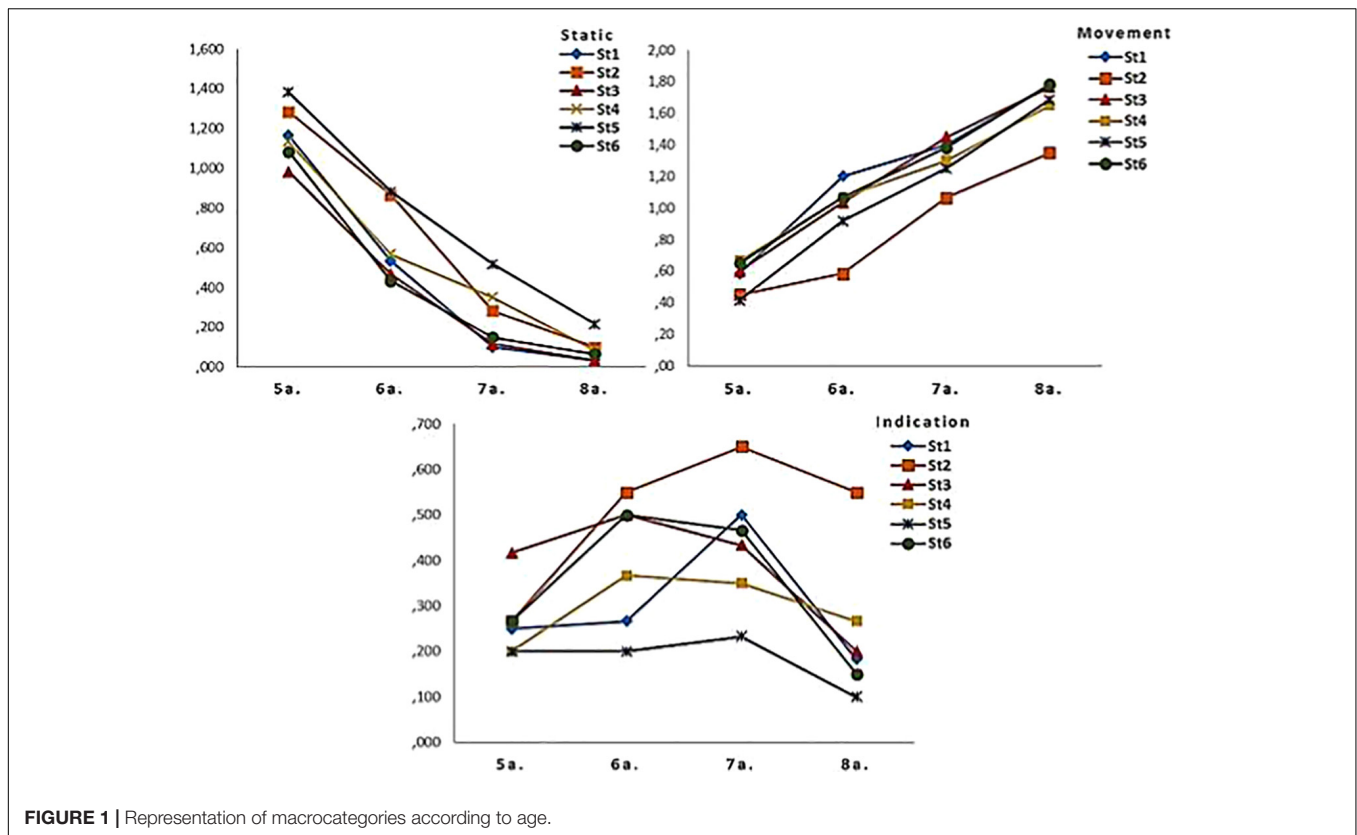 Static
St1
St2
St3
St4
St5
St6
1,600
1,400
1,200
1,000
,800
,600
,400
,200
,000
5a. 6a. 7a. 8a.
Movement
St1
St2
St3
St4
St5
St6
2,00
1,80
1,60
1,40
1,20
1,00
,80
,60
,40
,20
,00
5a. 6a. 7a. 8a.
Indication
St1
St2
St3
St4
St5
St6
,700
,600
,500
,400
,300
,200
,100
,000
5a. 6a. 7a. 8a.
FIGURE 1 | Representation of macrocategories according to age.